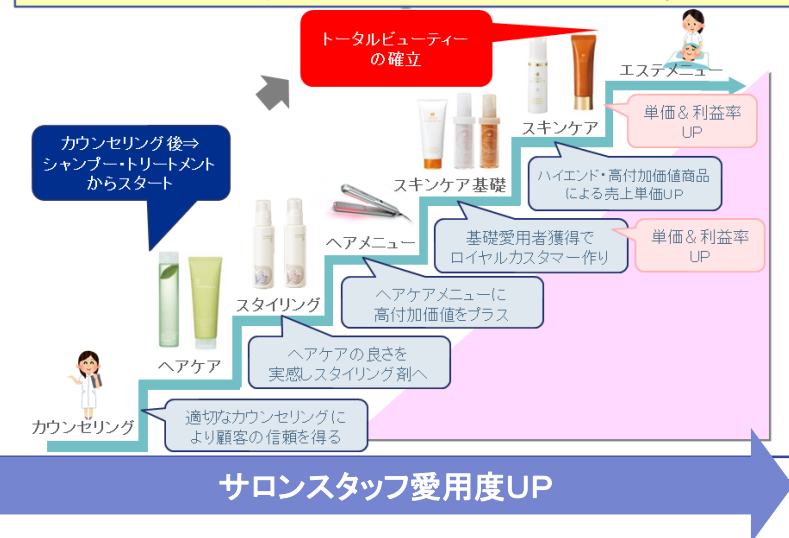 トータルビューティー
の確立
エステメニュー
単価&利益率
UP
スキンケア
カウンセリング後⇒
シャンプー・トリートメント
からスタート
ハイエンド・高付加価値商品
による売上単価UP
スキンケア基礎
基礎愛用者獲得で
ロイヤルカスタマー作り
単価&利益率
UP
ヘアメニュー
ヘアケアメニューに
高付加価値をプラス
スタイリング
ヘアケアの良さを
実感しスタイリング剤へ
ヘアケア
適切なカウンセリングに
より顧客の信頼を得る
カウンセリング
サロンスタッフ愛用度UP